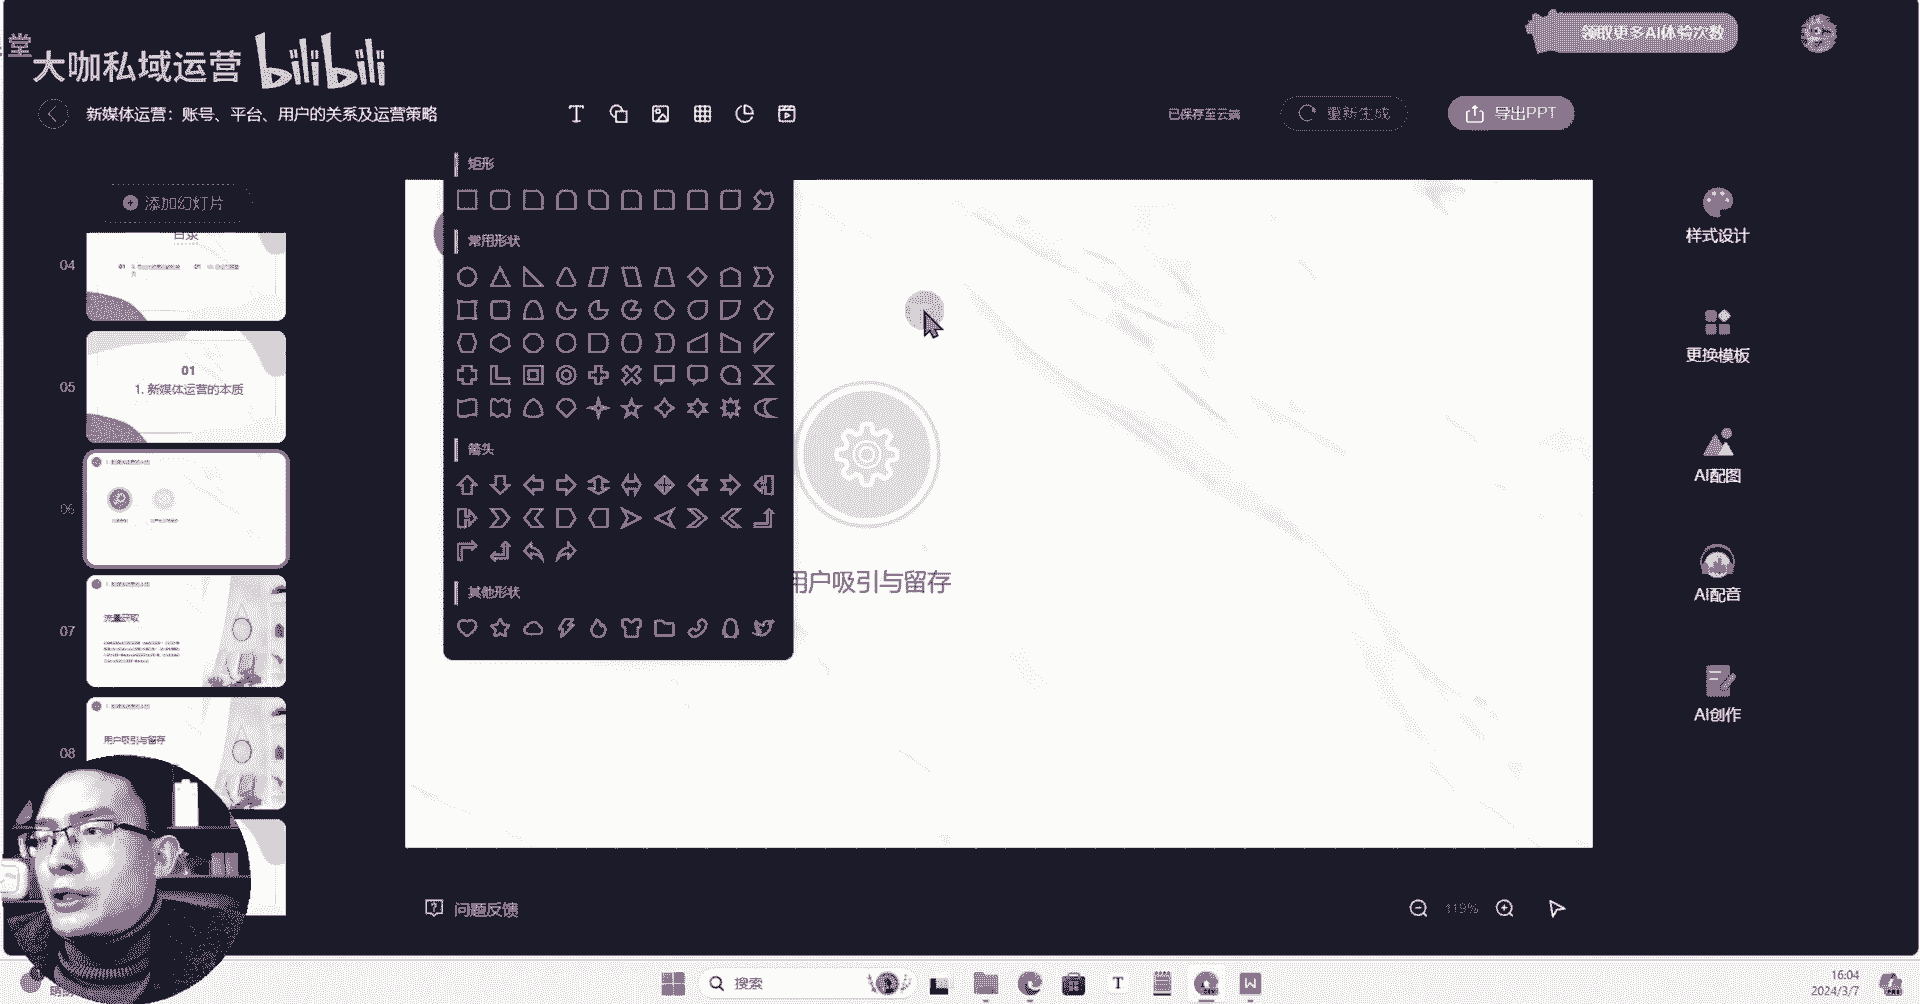 堂
大咖私域运营 bilibili
领取更多AI体验次数
新媒体运营：账号、平台、用户的关系及运营策略
已保存至云端
重新生成
导出PPT
添加幻灯片
矩形
常用形状
箭头
其他形状
04
目录
05
01
1. 新媒体运营的本质
06
07
流量获取
08
用户吸引与留存
用户吸引与留存
样式设计
更换模板
AI配图
AI配音
AI创作
问题反馈
119%
搜索
16:04
2024/3/7